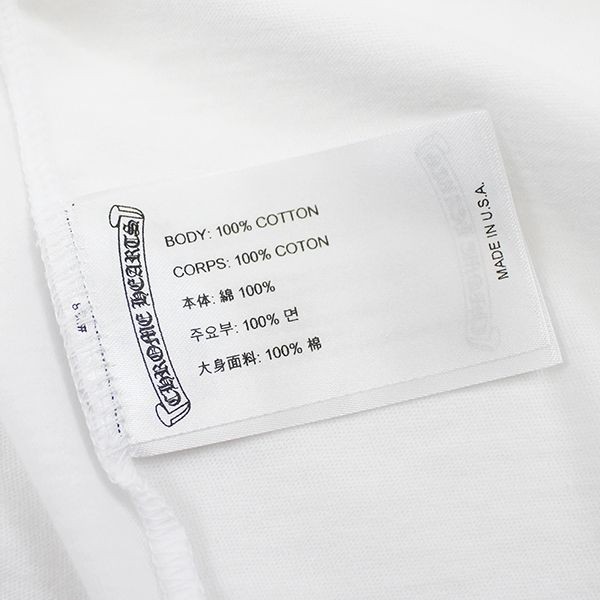 CHROME HEARTS
BODY: 100% COTTON
CORPS: 100% COTON
本体: 綿 100%
주요부: 100% 면
大身面料: 100% 棉
MADE IN U.S.A.